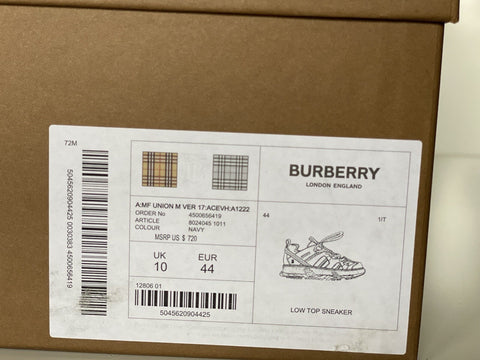 72M
5045620904425 0030383 4500656419
A:MF UNION M VER 17:ACEVH:A1222
ORDER No 4500656419
ARTICLE 8024045 1011
COLOUR NAVY
MSRP US $ 720
UK EUR
10 44
12806 01
5045620904425
BURBERRY
LONDON ENGLAND
44 1/T
LOW TOP SNEAKER